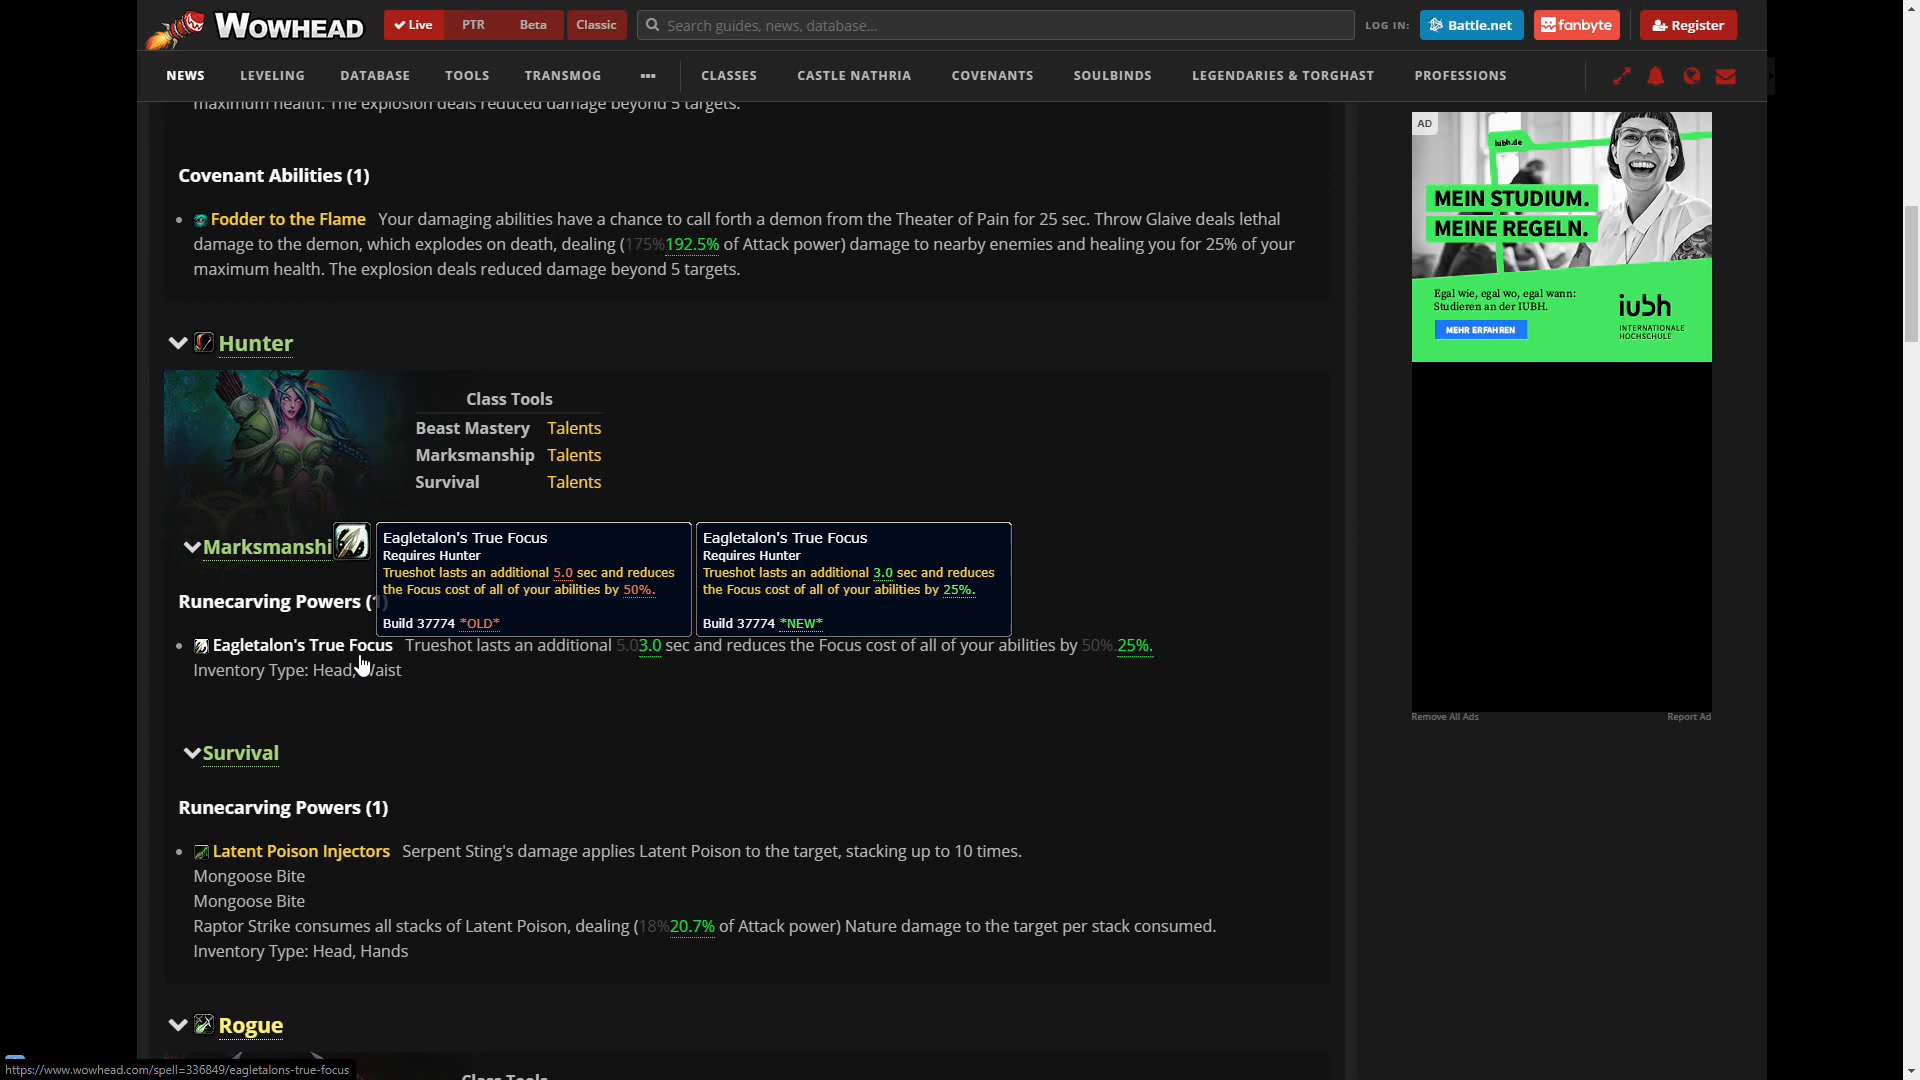 WOWHEAD
Live PTR Beta Classic
Search guides, news, database...
LOG IN: Battle.net fanbyte Register
NEWS LEVELING DATABASE TOOLS TRANSMOG ••• CLASSES CASTLE NATHRIA COVENANTS SOULBINDS LEGENDARIES & TORGHAST PROFESSIONS
maximum health. The explosion deals reduced damage beyond 5 targets.
Covenant Abilities (1)
Fodder to the Flame Your damaging abilities have a chance to call forth a demon from the Theater of Pain for 25 sec. Throw Glaive deals lethal
damage to the demon, which explodes on death, dealing (175%192.5% of Attack power) damage to nearby enemies and healing you for 25% of your
maximum health. The explosion deals reduced damage beyond 5 targets.
Hunter
Class Tools
Beast Mastery Talents
Marksmanship Talents
Survival Talents
Marksmanshi
Eagletalon's True Focus
Requires Hunter
Trueshot lasts an additional 5.0 sec and reduces
the Focus cost of all of your abilities by 50%.
Build 37774 *OLD*
Eagletalon's True Focus
Requires Hunter
Trueshot lasts an additional 3.0 sec and reduces
the Focus cost of all of your abilities by 25%.
Build 37774 *NEW*
Runecarving Powers (1)
Eagletalon's True Focus Trueshot lasts an additional 5.03.0 sec and reduces the Focus cost of all of your abilities by 50%.25%.
Inventory Type: Head, Waist
Survival
Runecarving Powers (1)
Latent Poison Injectors Serpent Sting's damage applies Latent Poison to the target, stacking up to 10 times.
Mongoose Bite
Mongoose Bite
Raptor Strike consumes all stacks of Latent Poison, dealing (18%20.7% of Attack power) Nature damage to the target per stack consumed.
Inventory Type: Head, Hands
Rogue
Class Tools
https://www.wowhead.com/spell=336849/eagletalons-true-focus
AD
iubh.de
MEIN STUDIUM.
MEINE REGELN.
Egal wie, egal wo, egal wann:
Studieren an der IUBH.
MEHR ERFAHREN
iubh
INTERNATIONALE
HOCHSCHULE
Remove All Ads Report Ad